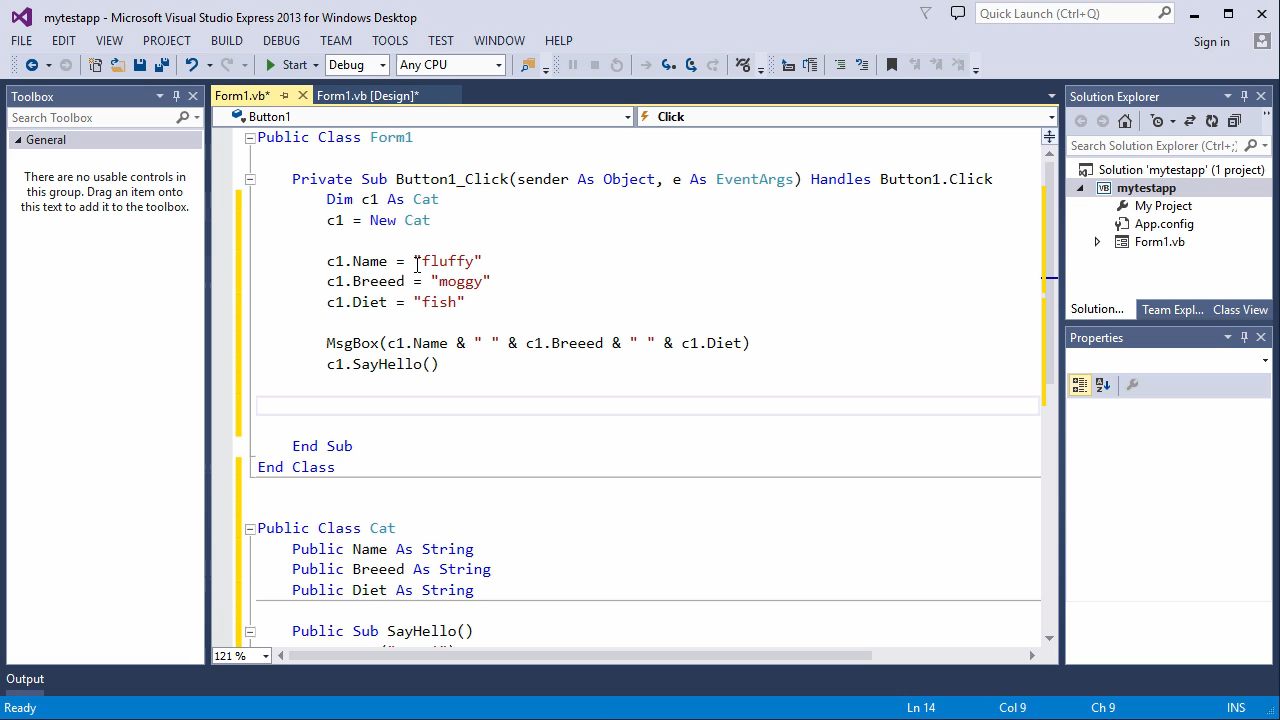 mytestapp - Microsoft Visual Studio Express 2013 for Windows Desktop
Quick Launch (Ctrl+Q)
FILE EDIT VIEW PROJECT BUILD DEBUG TEAM TOOLS TEST WINDOW HELP
Sign in
Start Debug Any CPU
Toolbox
Search Toolbox
General
There are no usable controls in
this group. Drag an item onto
this text to add it to the toolbox.
Form1.vb* Form1.vb [Design]*
Button1 Click
Public Class Form1
Private Sub Button1_Click(sender As Object, e As EventArgs) Handles Button1.Click
Dim c1 As Cat
c1 = New Cat
c1.Name = "fluffy"
c1.Breeed = "moggy"
c1.Diet = "fish"
MsgBox(c1.Name & " " & c1.Breeed & " " & c1.Diet)
c1.SayHello()
End Sub
End Class
Public Class Cat
Public Name As String
Public Breeed As String
Public Diet As String
Public Sub SayHello()
121 %
Solution Explorer
Search Solution Explorer (Ctrl+;)
Solution 'mytestapp' (1 project)
mytestapp
My Project
App.config
Form1.vb
Solution... Team Expl... Class View
Properties
Output
Ready Ln 14 Col 9 Ch 9 INS